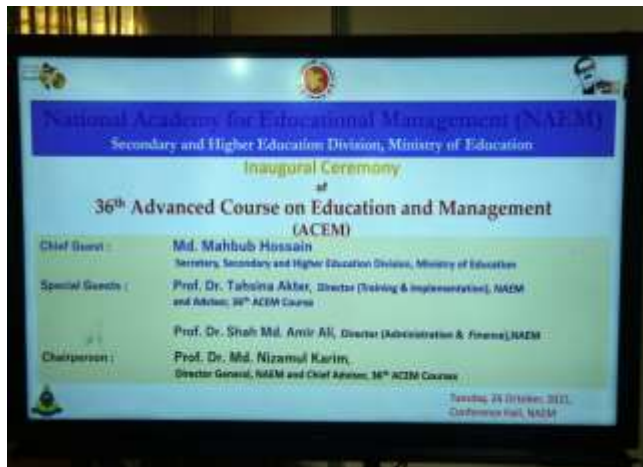 National Academy for Educational Management (NAEM)
Secondary and Higher Education Division, Ministry of Education
Inaugural Ceremony
of
36th Advanced Course on Education and Management
(ACEM)
Chief Guest : Md. Mahbub Hossain
Secretary, Secondary and Higher Education Division, Ministry of Education
Special Guests : Prof. Dr. Tahsina Akter, Director (Training & Implementation), NAEM
and Adviser, 36th ACEM Course
Prof. Dr. Shah Md. Amir Ali, Director (Administration & Finance),NAEM
Chairperson : Prof. Dr. Md. Nizamul Karim,
Director General, NAEM and Chief Adviser, 36th ACEM Courses
Tuesday, 26 October, 2021,
Conference Hall, NAEM